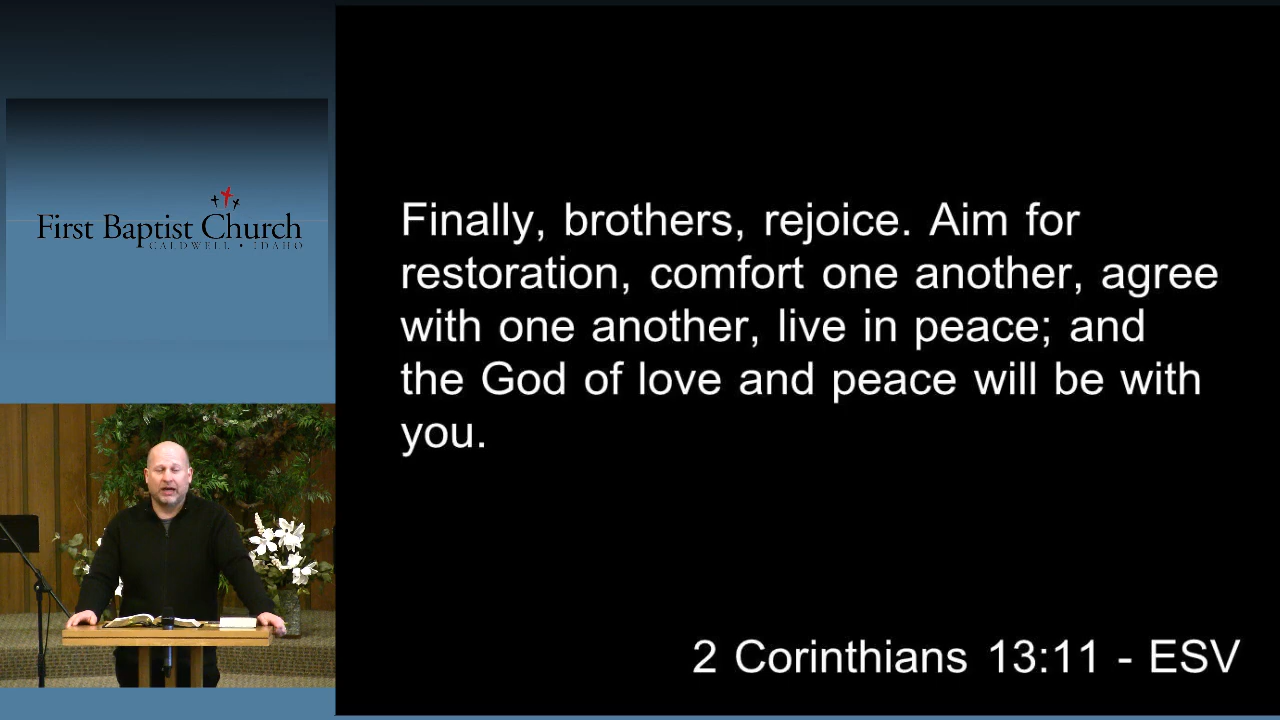 First Baptist Church
CALDWELL • IDAHO
Finally, brothers, rejoice. Aim for
restoration, comfort one another, agree
with one another, live in peace; and
the God of love and peace will be with
you.
2 Corinthians 13:11 - ESV